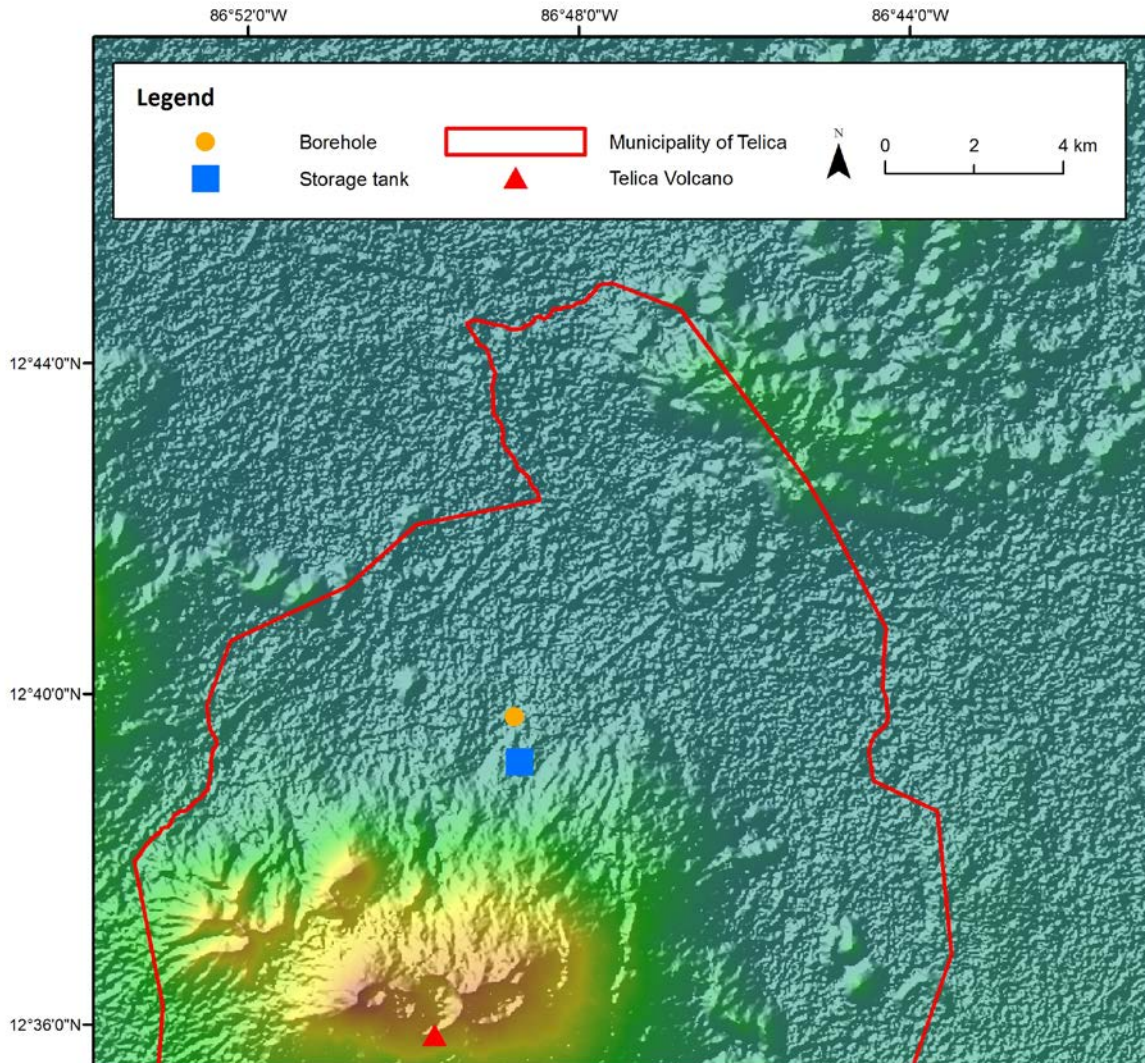 86°52'0"W 86°48'0"W 86°44'0"W
Legend
Borehole Municipality of Telica N 0 2 4 km
Storage tank Telica Volcano
12°44'0"N
12°40'0"N
12°36'0"N